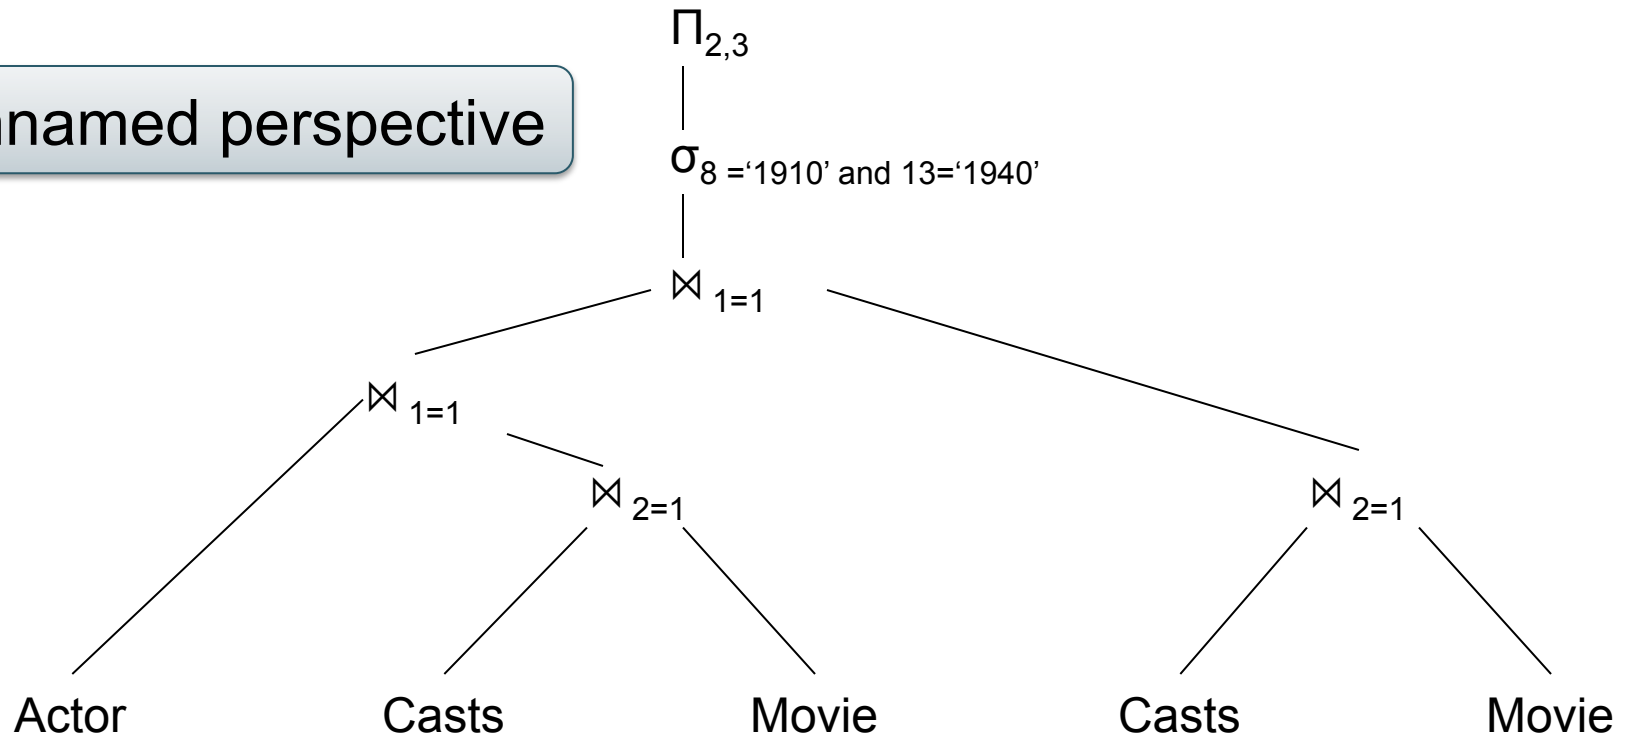 Π2,3
nnamed perspective
σ8 =‘1910’ and 13=‘1940’
⋈ 1=1
⋈ 1=1
⋈ 2=1
⋈ 2=1
Actor
Casts
Movie
Casts
Movie